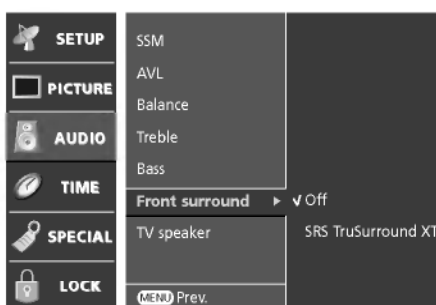 SETUP
PICTURE
AUDIO
TIME
SPECIAL
LOCK
SSM
AVL
Balance
Treble
Bass
Front surround ► √ Off
TV speaker SRS TruSurround XT
MENU Prev.